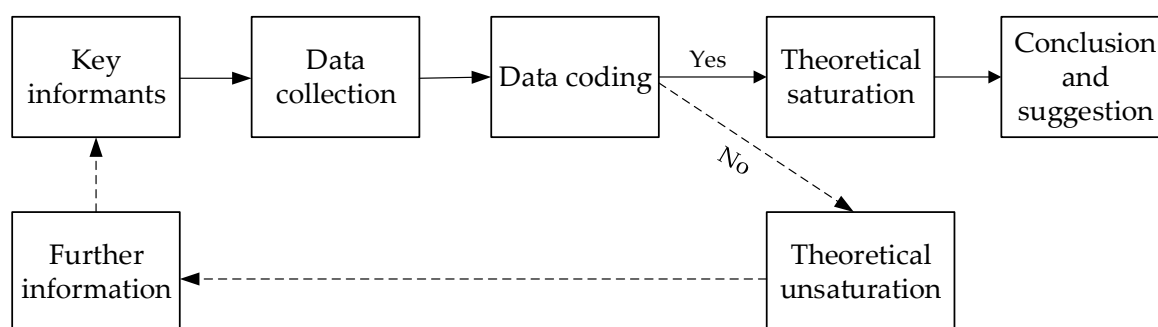 Key
informants
Data
collection
Data coding
Yes
Theoretical
saturation
Conclusion
and
suggestion
No
Further
information
Theoretical
unsaturation